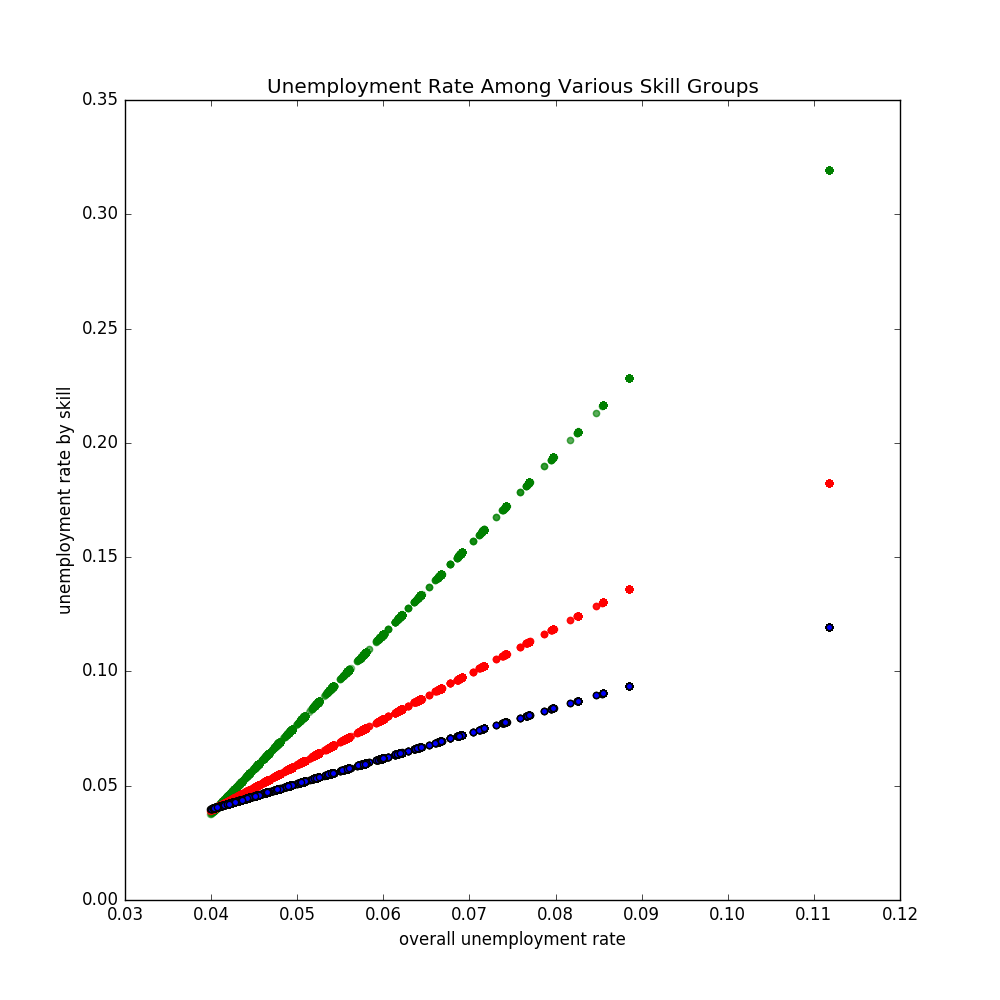 Unemployment Rate Among Various Skill Groups
0.35
0.30
0.25
0.20
0.15
0.10
0.05
0.00
unemployment rate by skill
0.03 0.04 0.05 0.06 0.07 0.08 0.09 0.10 0.11 0.12
overall unemployment rate